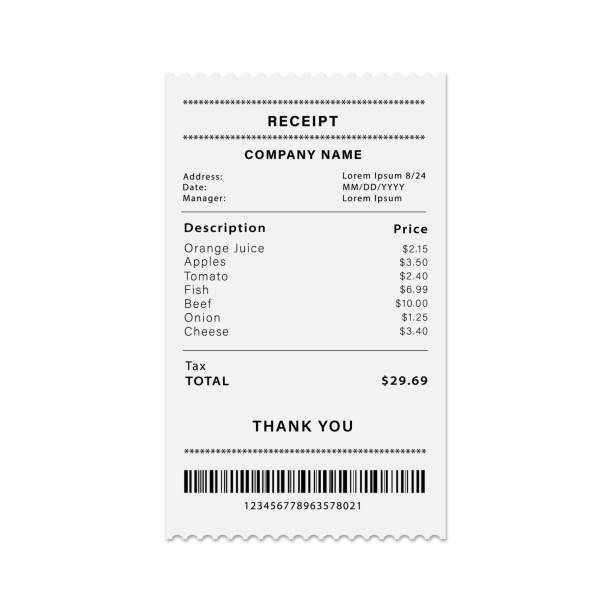 ************************************************
RECEIPT
************************************************
COMPANY NAME
Address: Lorem Ipsum 8/24
Date: MM/DD/YYYY
Manager: Lorem Ipsum
Description Price
Orange Juice $2.15
Apples $3.50
Tomato $2.40
Fish $6.99
Beef $10.00
Onion $1.25
Cheese $3.40
Tax
TOTAL $29.69
THANK YOU
************************************************
123456778963578021